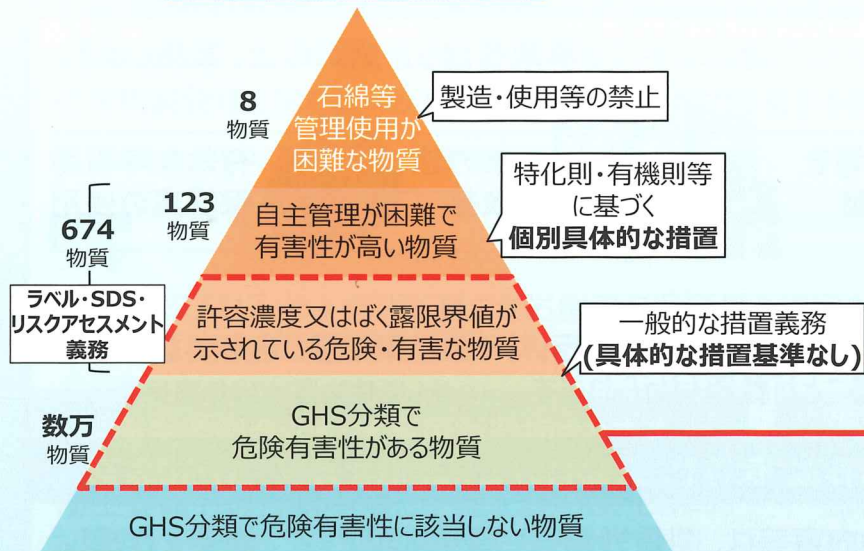 8
物質
石綿等
管理使用が
困難な物質
製造・使用等の禁止
123
物質
自主管理が困難で
有害性が高い物質
特化則・有機則等
に基づく
個別具体的な措置
674
物質
ラベル・SDS・
リスクアセスメント
義務
許容濃度又はばく露限界値が
示されている危険・有害な物質
一般的な措置義務
(具体的な措置基準なし)
数万
物質
GHS分類で
危険有害性がある物質
GHS分類で危険有害性に該当しない物質